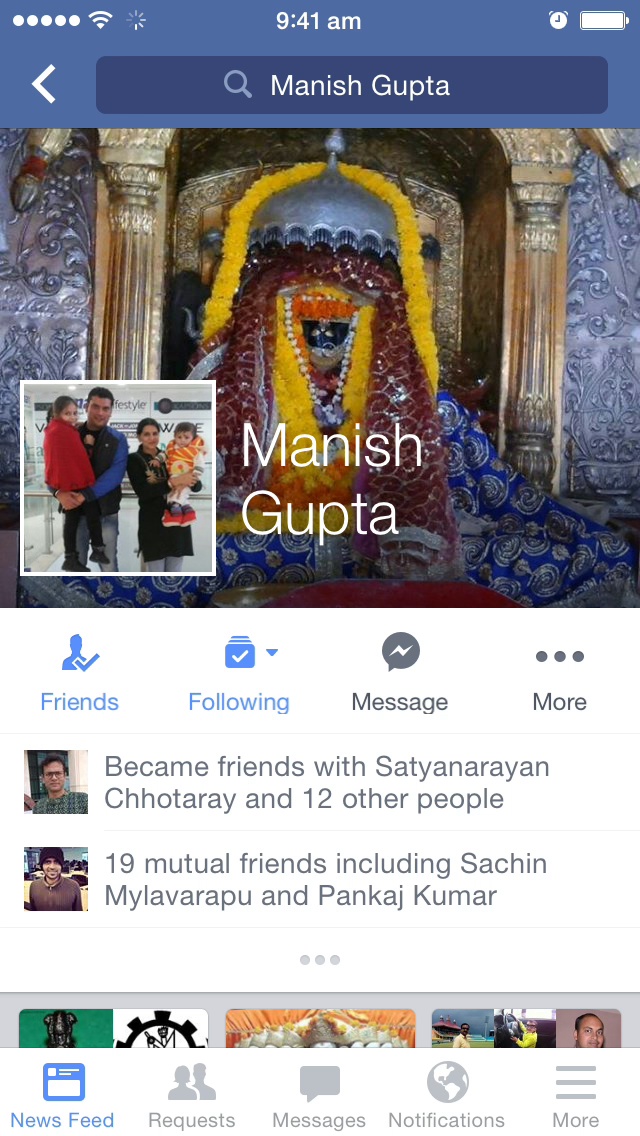 9:41 am
Manish Gupta
Manish
Gupta
Friends
Following
Message
More
Became friends with Satyanarayan
Chhotaray and 12 other people
19 mutual friends including Sachin
Mylavarapu and Pankaj Kumar
News Feed
Requests
Messages
Notifications
More